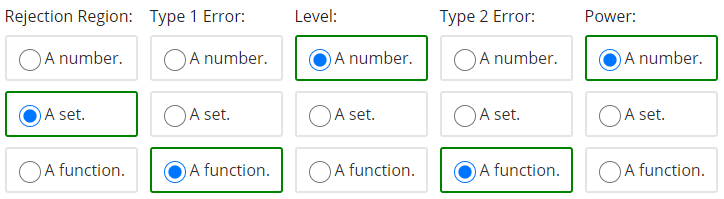 Rejection Region: Type 1 Error: Level: Type 2 Error: Power:
A number. A number. A number. A number. A number.
A set. A set. A set. A set. A set.
A function. A function. A function. A function. A function.